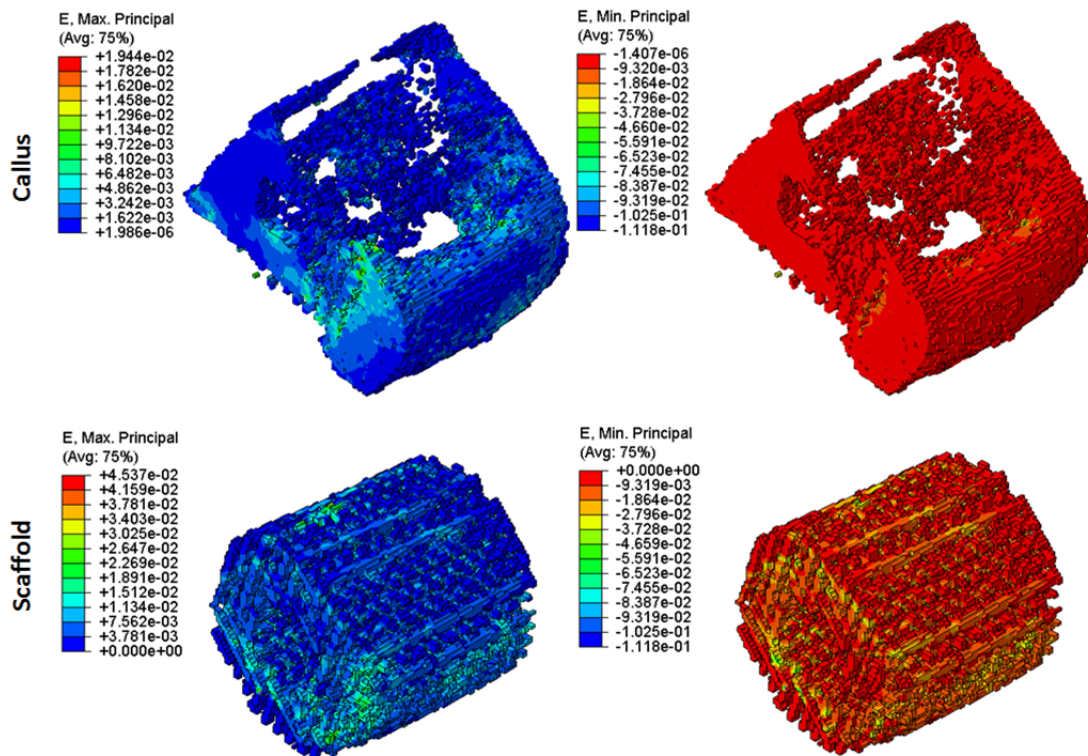 Callus
E, Max. Principal
(Avg: 75%)
+1.944e-02
+1.782e-02
+1.620e-02
+1.458e-02
+1.296e-02
+1.134e-02
+9.722e-03
+8.102e-03
+6.482e-03
+4.862e-03
+3.242e-03
+1.622e-03
+1.986e-06
E, Min. Principal
(Avg: 75%)
-1.407e-06
-9.320e-03
-1.864e-02
-2.796e-02
-3.728e-02
-4.660e-02
-5.591e-02
-6.523e-02
-7.455e-02
-8.387e-02
-9.319e-02
-1.025e-01
-1.118e-01
Scaffold
E, Max. Principal
(Avg: 75%)
+4.537e-02
+4.159e-02
+3.781e-02
+3.403e-02
+3.025e-02
+2.647e-02
+2.269e-02
+1.891e-02
+1.512e-02
+1.134e-02
+7.562e-03
+3.781e-03
+0.000e+00
E, Min. Principal
(Avg: 75%)
+0.000e+00
-9.319e-03
-1.864e-02
-2.796e-02
-3.728e-02
-4.659e-02
-5.591e-02
-6.523e-02
-7.455e-02
-8.387e-02
-9.319e-02
-1.025e-01
-1.118e-01